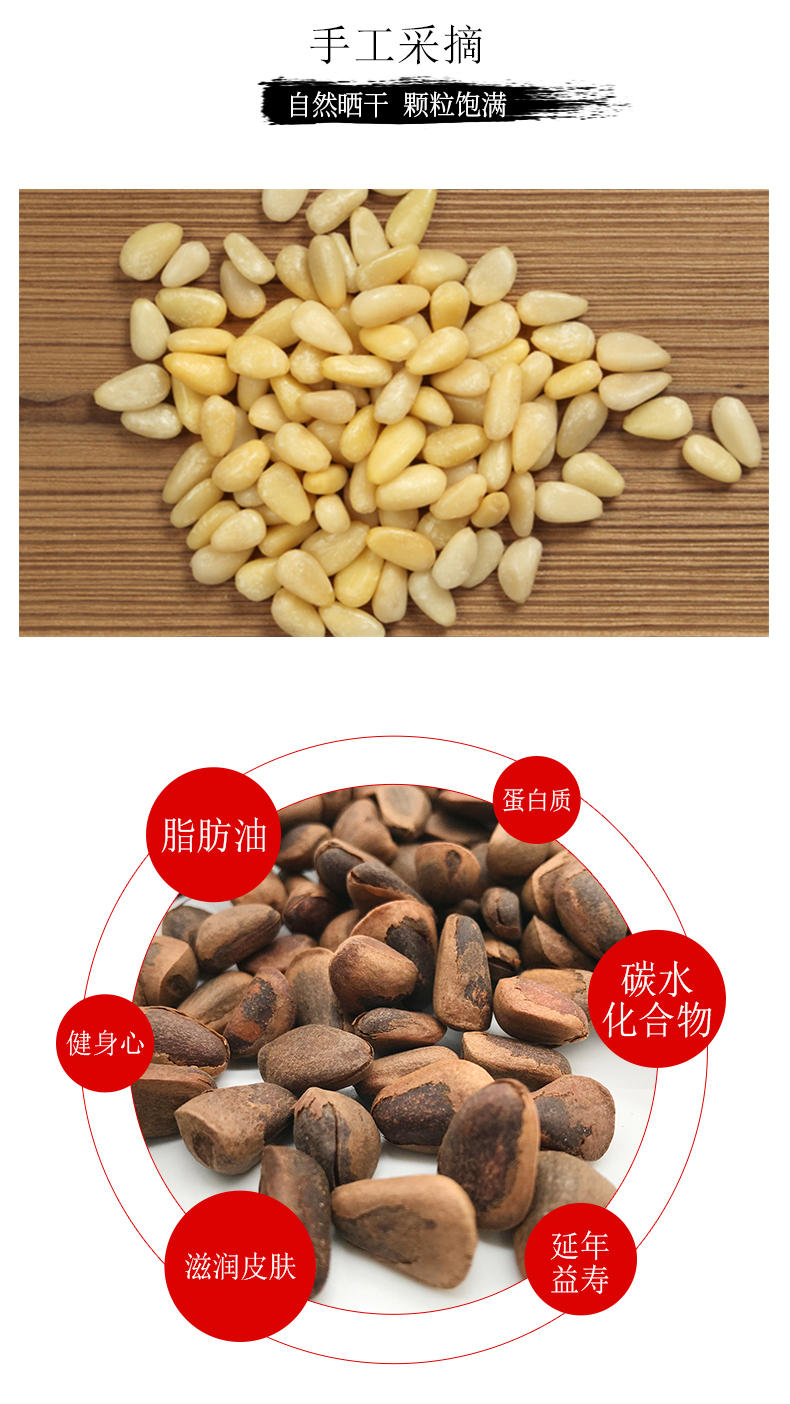 手工采摘
自然晒干 颗粒饱满
脂肪油
蛋白质
碳水
化合物
健身心
滋润皮肤
延年
益寿